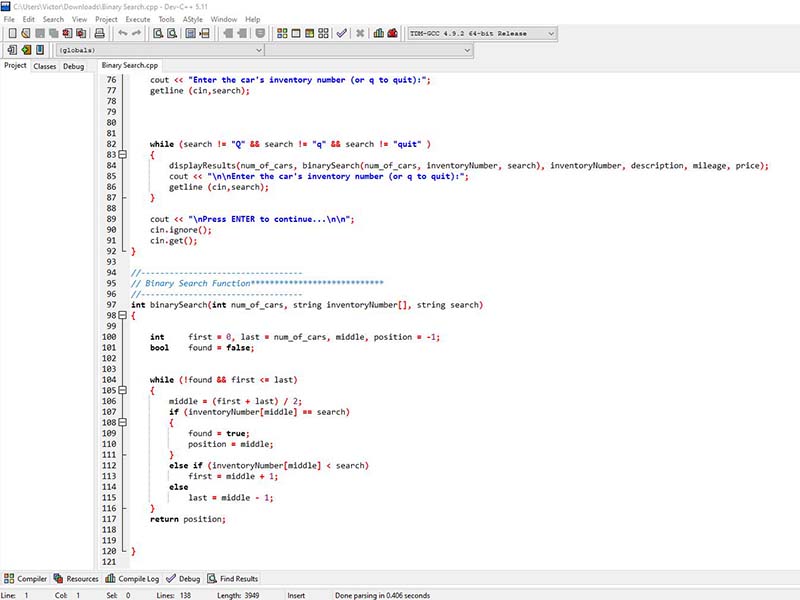 C:\Users\Victor\Downloads\Binary Search.cpp - Dev-C++ 5.11
File Edit Search View Project Execute Tools AStyle Window Help
TDM-GCC 4.9.2 64-bit Release
(globals)
Project Classes Debug Binary Search.cpp
76 cout << "Enter the car's inventory number (or q to quit):";
77 getline (cin,search);
78
79
80
81
82 while (search != "Q" && search != "q" && search != "quit" )
83 {
84 displayResults(num_of_cars, binarySearch(num_of_cars, inventoryNumber, search), inventoryNumber, description, mileage, price);
85 cout << "\n\nEnter the car's inventory number (or q to quit):";
86 getline (cin,search);
87 }
88
89 cout << "\nPress ENTER to continue...\n\n";
90 cin.ignore();
91 cin.get();
92 }
93
94 //---------------------------------
95 // Binary Search Function***************************
96 //---------------------------------
97 int binarySearch(int num_of_cars, string inventoryNumber[], string search)
98 {
99
100 int first = 0, last = num_of_cars, middle, position = -1;
101 bool found = false;
102
103
104 while (!found && first <= last)
105 {
106 middle = (first + last) / 2;
107 if (inventoryNumber[middle] == search)
108 {
109 found = true;
110 position = middle;
111 }
112 else if (inventoryNumber[middle] < search)
113 first = middle + 1;
114 else
115 last = middle - 1;
116 }
117 return position;
118
119
120 }
121
Compiler Resources Compile Log Debug Find Results
Line: 1 Col: 1 Sel: 0 Lines: 138 Length: 3949 Insert Done parsing in 0.406 seconds